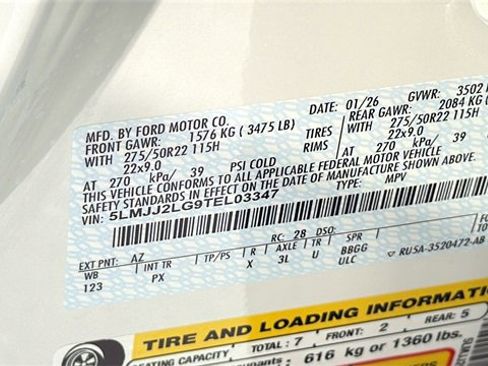 MFD. BY FORD MOTOR CO. DATE: 01/26 GVWR: 3502
FRONT GAWR: 1576 KG ( 3475 LB) REAR GAWR: 2084 KG
WITH 275/50R22 115H TIRES WITH 275/50R22 115H
22x9.0 RIMS 22x9.0
AT 270 kPa/ 39 PSI COLD AT 270 kPa/ 39
THIS VEHICLE CONFORMS TO ALL APPLICABLE FEDERAL MOTOR VEHICLE
SAFETY STANDARDS IN EFFECT ON THE DATE OF MANUFACTURE SHOWN ABOVE
VIN: 5LMJJ2LG9TEL03347 TYPE: MPV
EXT PNT: AZ RC: 28 DSO:
WB INT TR TP/PS R AXLE TR SPR
123 PX X 3L U BBGG
ULC RUSA-3520472-AB
TIRE AND LOADING INFORMATI
SEATING CAPACITY TOTAL: 7 FRONT: 2 REAR: 5
616 kg or 1360 lbs.